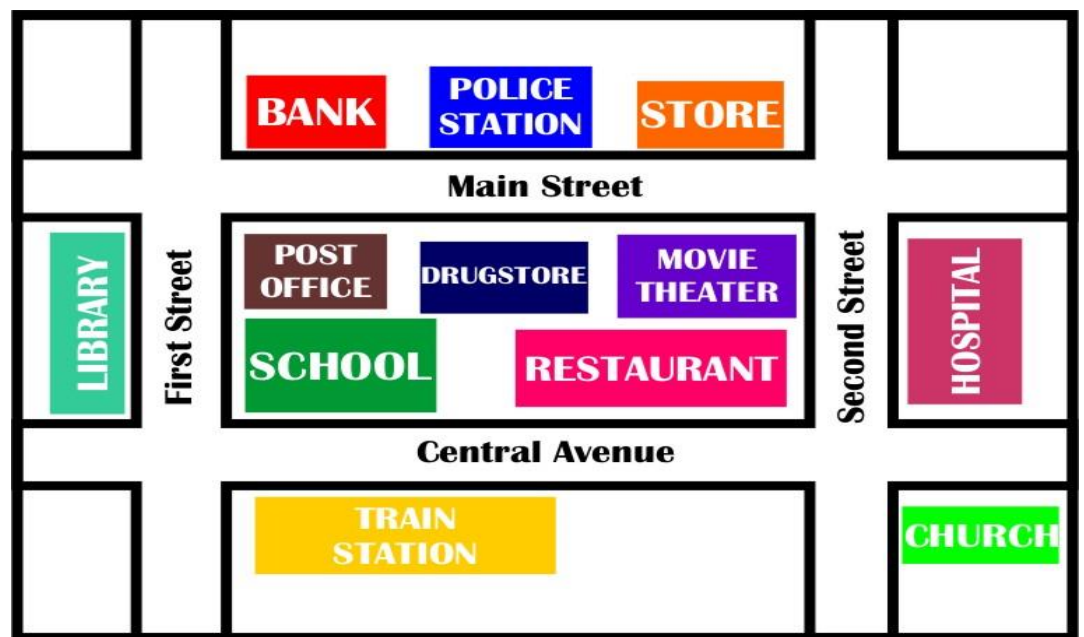 BANK
POLICE
STATION
STORE
Main Street
LIBRARY
First Street
POST
OFFICE
DRUGSTORE
MOVIE
THEATER
SCHOOL
RESTAURANT
Second Street
HOSPITAL
Central Avenue
TRAIN
STATION
CHURCH